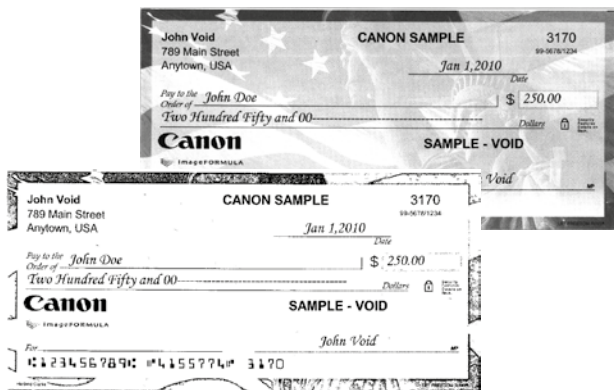 John Void CANON SAMPLE 3170
789 Main Street 99-5678/1234
Anytown, USA Jan 1,2010
Date
Pay to the
Order of John Doe $ 250.00
Two Hundred Fifty and 00 Dollars
Canon SAMPLE - VOID
imageFORMULA
Void
MP
John Void CANON SAMPLE 3170
789 Main Street 99-5678/1234
Anytown, USA Jan 1,2010
Date
Pay to the
Order of John Doe $ 250.00
Two Hundred Fifty and 00 Dollars
Canon SAMPLE - VOID
imageFORMULA
For John Void
MP
⑆123456789⑆ ⑈4155774⑈ 3170